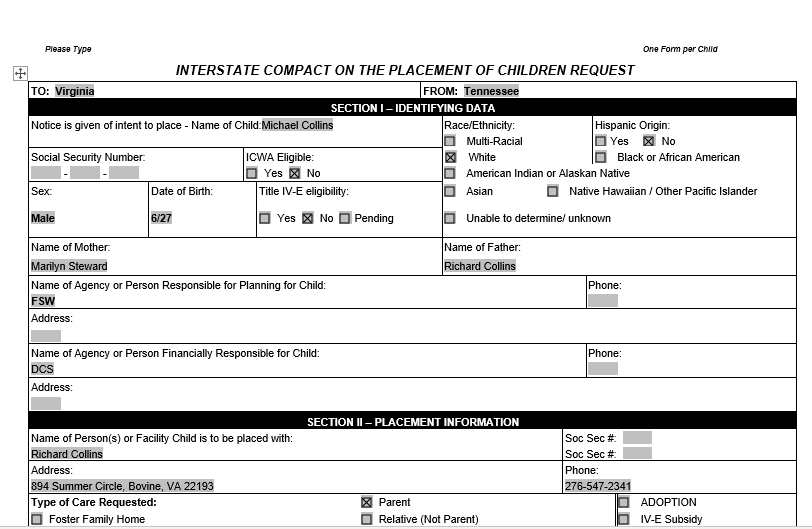 Please Type One Form per Child
INTERSTATE COMPACT ON THE PLACEMENT OF CHILDREN REQUEST
TO: Virginia FROM: Tennessee
SECTION I – IDENTIFYING DATA
Notice is given of intent to place - Name of Child:Michael Collins
Race/Ethnicity:
Multi-Racial
White
American Indian or Alaskan Native
Asian
Native Hawaiian / Other Pacific Islander
Unable to determine/ unknown
Hispanic Origin:
Yes No
Black or African American
Social Security Number:
- -
ICWA Eligible:
Yes No
Sex:
Male
Date of Birth:
6/27
Title IV-E eligibility:
Yes No Pending
Name of Mother:
Marilyn Steward
Name of Father:
Richard Collins
Name of Agency or Person Responsible for Planning for Child:
FSW
Phone:
Address:
Name of Agency or Person Financially Responsible for Child:
DCS
Phone:
Address:
SECTION II – PLACEMENT INFORMATION
Name of Person(s) or Facility Child is to be placed with:
Richard Collins
Soc Sec #:
Soc Sec #:
Address:
894 Summer Circle, Bovine, VA 22193
Phone:
276-547-2341
Type of Care Requested:
Parent
ADOPTION
Foster Family Home
Relative (Not Parent)
IV-E Subsidy